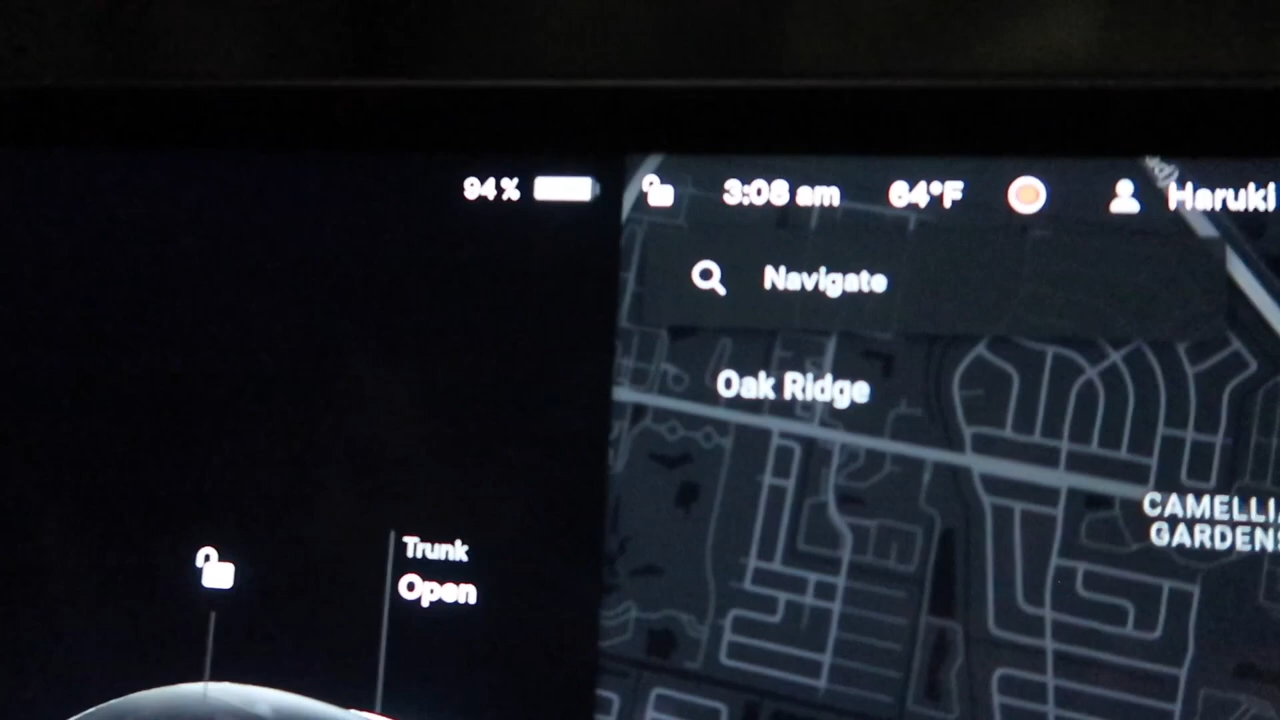 94%
3:08 am 64°F Haruki
Navigate
Oak Ridge
CAMELLIA
GARDENS
Trunk
Open